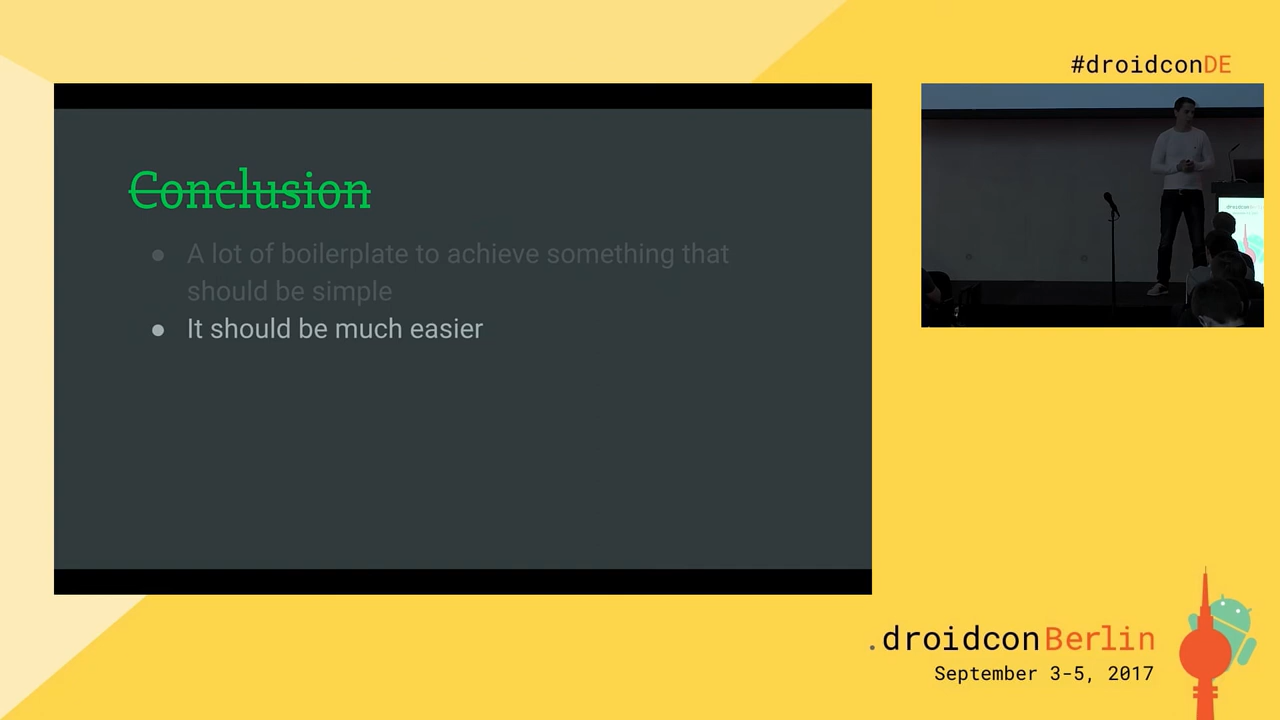 #droidconDE
Conclusion
● A lot of boilerplate to achieve something that
should be simple
● It should be much easier
.droidconBerlin
September 3-5, 2017